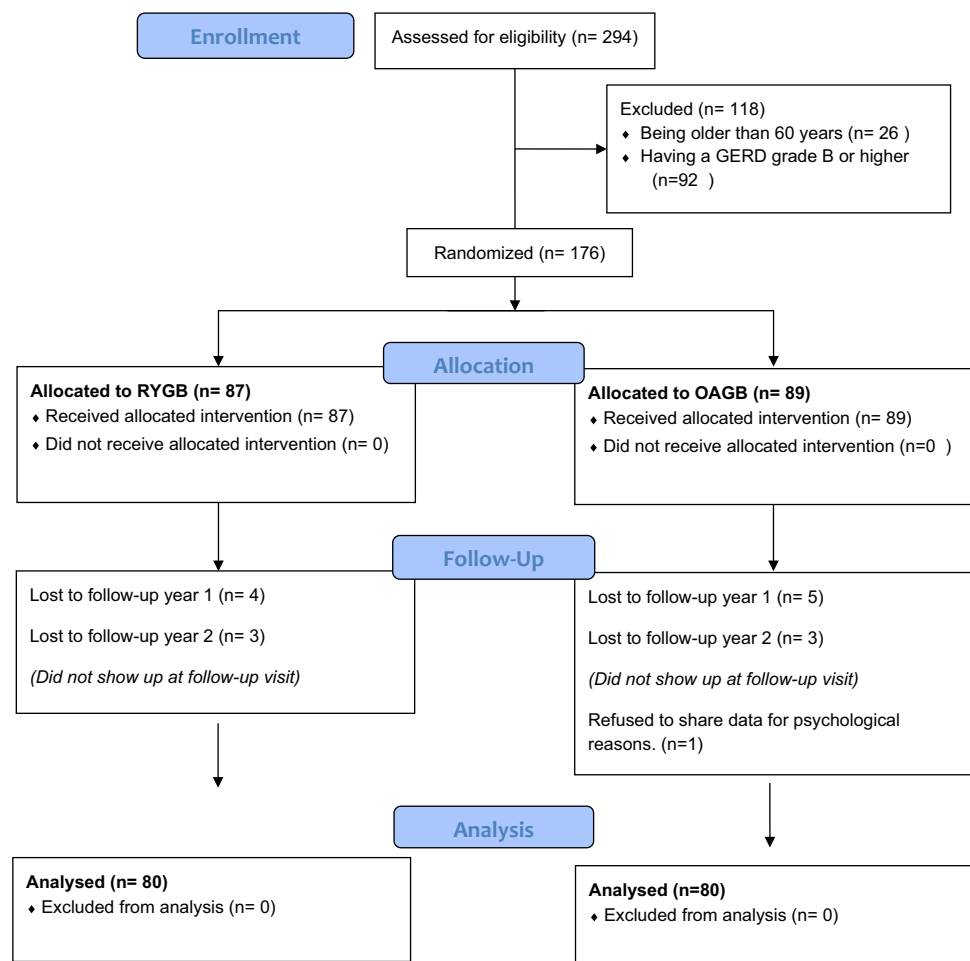 Enrollment
Assessed for eligibility (n= 294)
Excluded (n= 118)
♦ Being older than 60 years (n= 26 )
♦ Having a GERD grade B or higher
(n=92 )
Randomized (n= 176)
Allocation
Allocated to RYGB (n= 87)
♦ Received allocated intervention (n= 87)
♦ Did not receive allocated intervention (n= 0)
Allocated to OAGB (n= 89)
♦ Received allocated intervention (n= 89)
♦ Did not receive allocated intervention (n=0 )
Follow-Up
Lost to follow-up year 1 (n= 4)
Lost to follow-up year 2 (n= 3)
(Did not show up at follow-up visit)
Lost to follow-up year 1 (n= 5)
Lost to follow-up year 2 (n= 3)
(Did not show up at follow-up visit)
Refused to share data for psychological
reasons. (n=1)
Analysis
Analysed (n= 80)
♦ Excluded from analysis (n= 0)
Analysed (n=80)
♦ Excluded from analysis (n= 0)